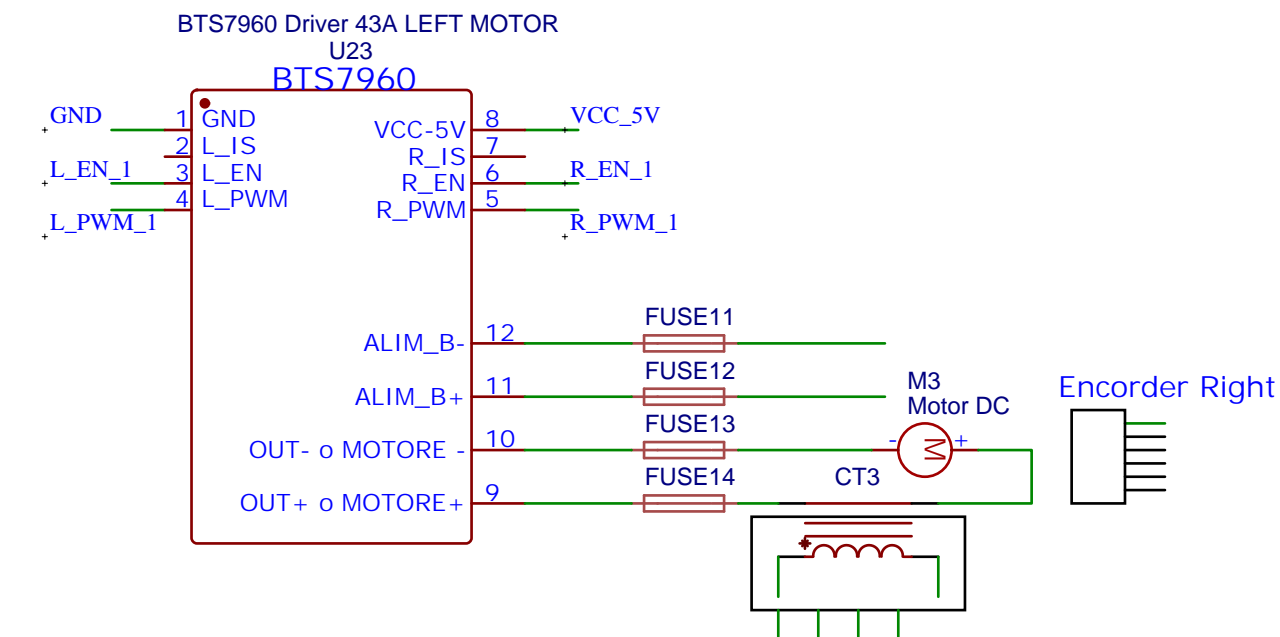 BTS7960 Driver 43A LEFT MOTOR
U23
BTS7960
GND
1
GND
VCC-5V
8
VCC_5V
2
L_IS
R_IS
7
L_EN_1
3
L_EN
R_EN
6
R_EN_1
4
L_PWM
R_PWM
5
L_PWM_1
R_PWM_1
ALIM_B-
12
FUSE11
ALIM_B+
11
FUSE12
M3
Motor DC
Encorder Right
OUT- o MOTORE -
10
FUSE13
-
M
+
OUT+ o MOTORE+
9
FUSE14
CT3